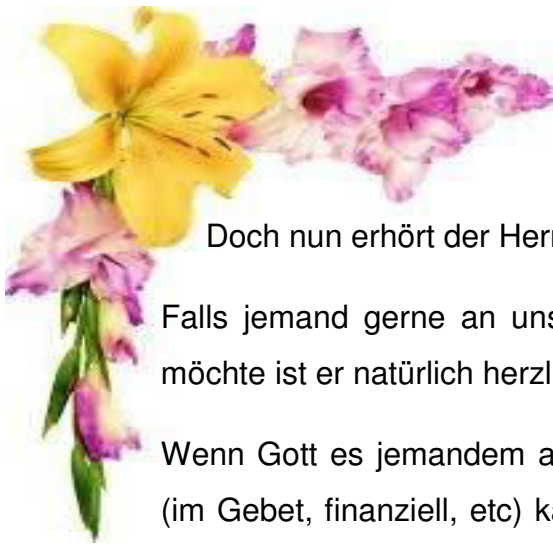 Doch nun erhört der Herr
Falls jemand gerne an uns
möchte ist er natürlich herzl
Wenn Gott es jemandem a
(im Gebet, finanziell, etc) ka